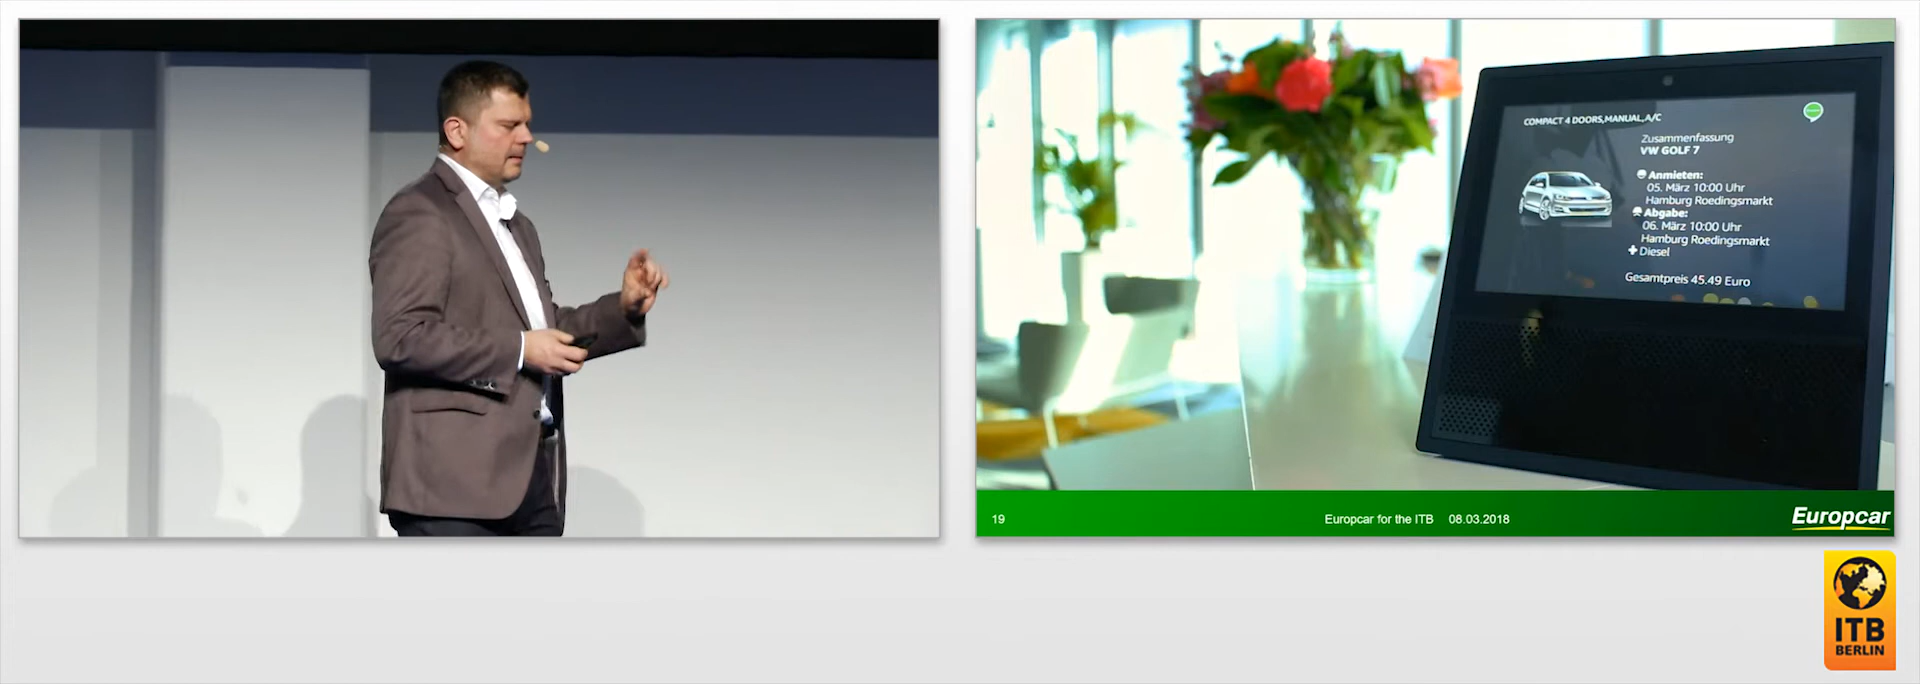 COMPACT 4 DOORS,MANUAL,A/C
Zusammenfassung
VW GOLF 7
Anmieten:
05. März 10:00 Uhr
Hamburg Roedingsmarkt
Abgabe:
06. März 10:00 Uhr
Hamburg Roedingsmarkt
Diesel
Gesamtpreis 45.49 Euro
19
Europcar for the ITB 08.03.2018
Europcar
ITB
BERLIN